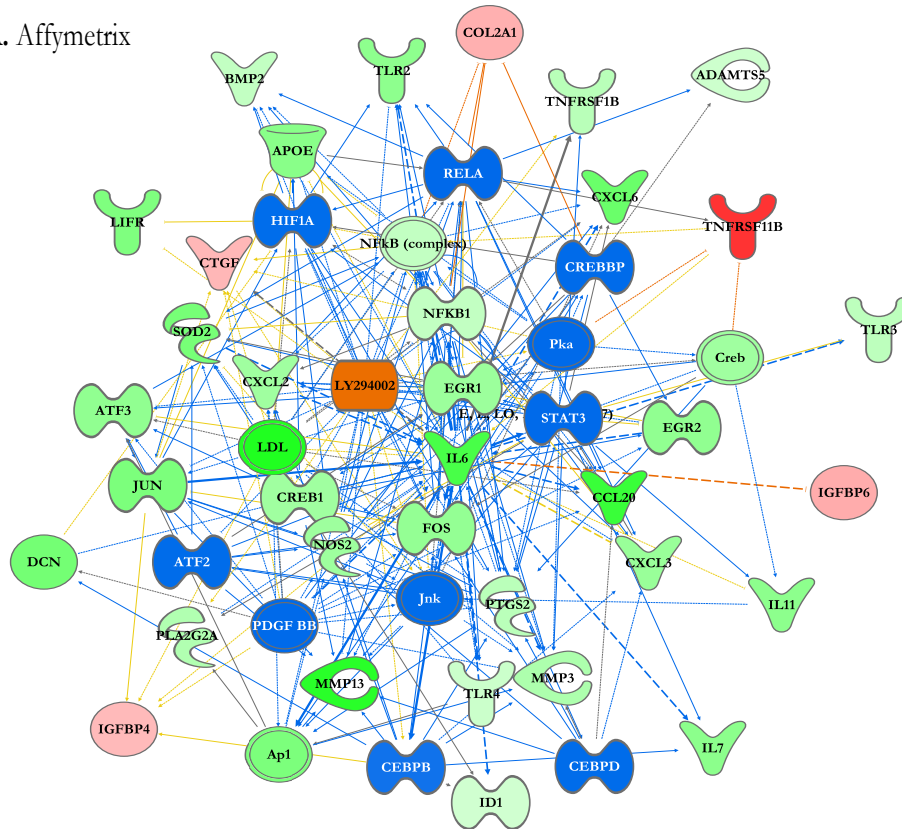 . Affymetrix
COL2A1
TLR2
BMP2
ADAMTS5
TNFRSF1B
APOE
RELA
CXCL6
LIFR
HIF1A
TNFRSF11B
NFkB (complex)
CTGF
CREBBP
NFKB1
SOD2
TLR3
Pka
Creb
CXCL2
LY294002
EGR1
ATF3
STAT3
EGR2
LDL
IL6
JUN
CREB1
CCL20
IGFBP6
FOS
NOS2
DCN
ATF2
CXCL3
Jnk
PTGS2
IL11
PDGF BB
PLA2G2A
MMP13
MMP3
TLR4
IGFBP4
Ap1
CEBPB
CEBPD
IL7
ID1